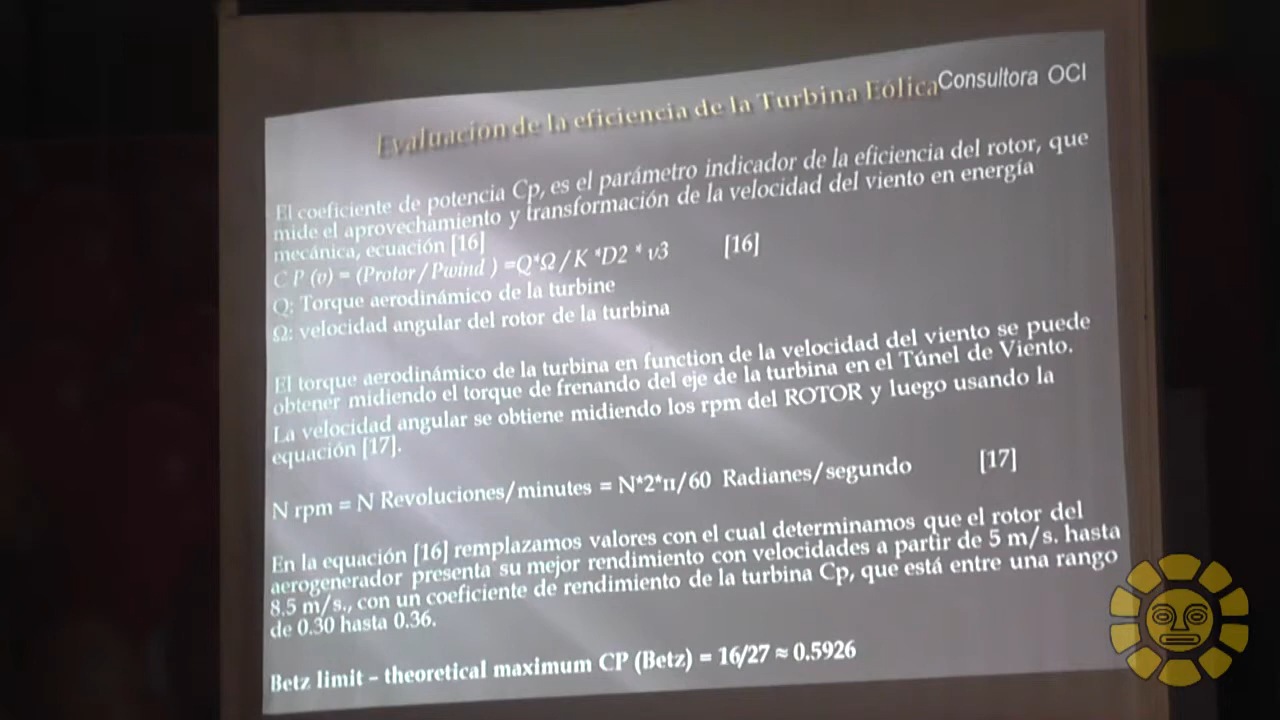 Evaluación de la eficiencia de la Turbina Eólica
Consultora OCI
El coeficiente de potencia Cp, es el parámetro indicador de la eficiencia del rotor, que
mide el aprovechamiento y transformación de la velocidad del viento en energía
mecánica, ecuación [16]
C P (v) = (Protor/Pwind ) =Q*Ω/K *D2 * v3 [16]
Q: Torque aerodinámico de la turbine
Ω: velocidad angular del rotor de la turbina
El torque aerodinámico de la turbina en function de la velocidad del viento se puede
obtener midiendo el torque de frenando del eje de la turbina en el Túnel de Viento.
La velocidad angular se obtiene midiendo los rpm del ROTOR y luego usando la
equación [17].
N rpm = N Revoluciones/minutes = N*2*π/60 Radianes/segundo [17]
En la equación [16] remplazamos valores con el cual determinamos que el rotor del
aerogenerador presenta su mejor rendimiento con velocidades a partir de 5 m/s. hasta
8.5 m/s., con un coeficiente de rendimiento de la turbina Cp, que está entre una rango
de 0.30 hasta 0.36.
Betz limit – theoretical maximum CP (Betz) = 16/27 ≈ 0.5926